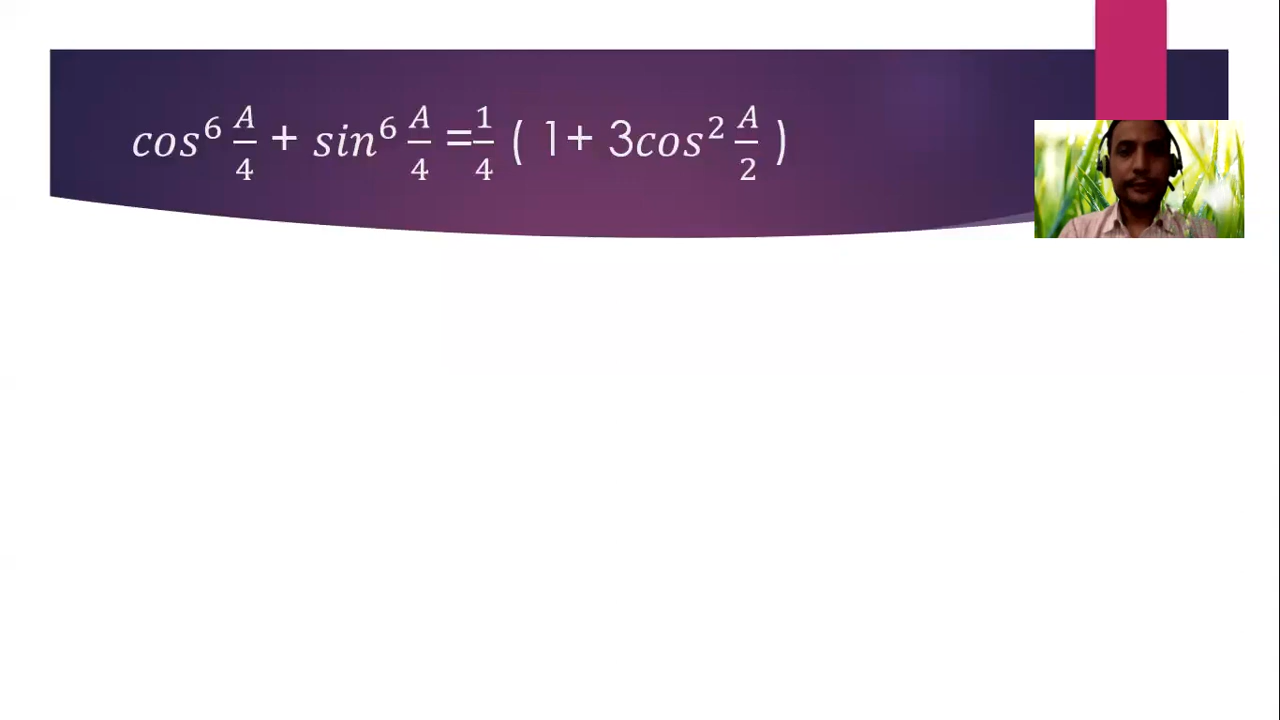 cos⁶ A/4 + sin⁶ A/4 = 1/4 ( 1+ 3cos² A/2 )